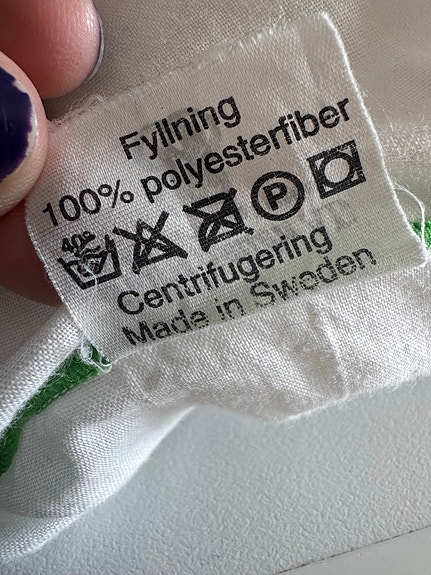 Fyllning
100% polyesterfiber
40° P
Centrifugering
Made in Sweden